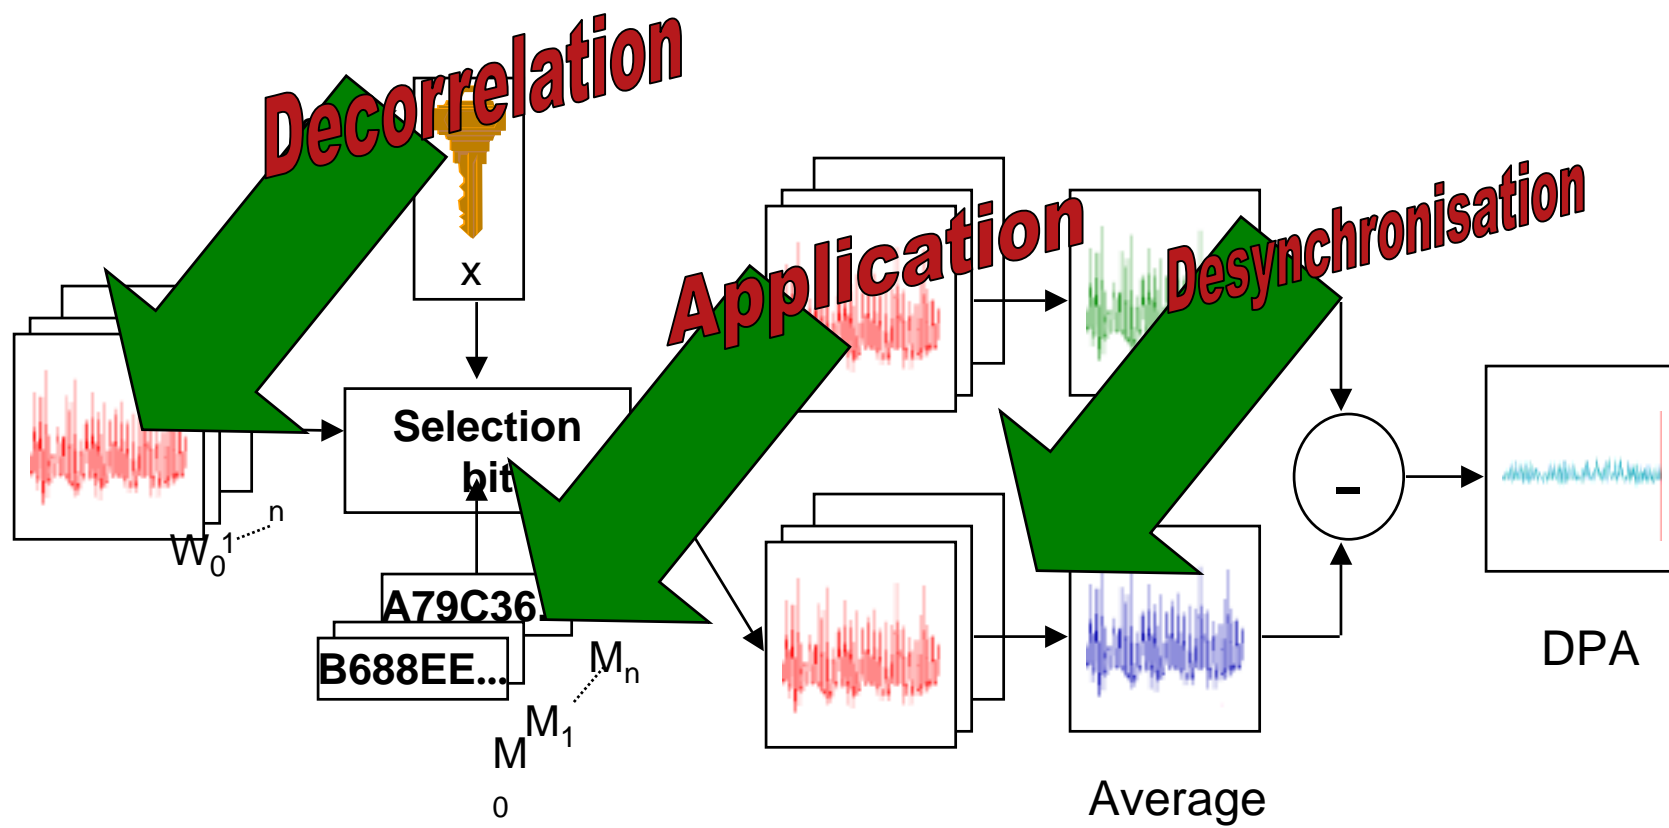 Decorrelation
x
Application
Desynchronisation
Selection
bit
-
W0 1 n
A79C36.
B688EE...
Mn
M1
M
0
DPA
Average